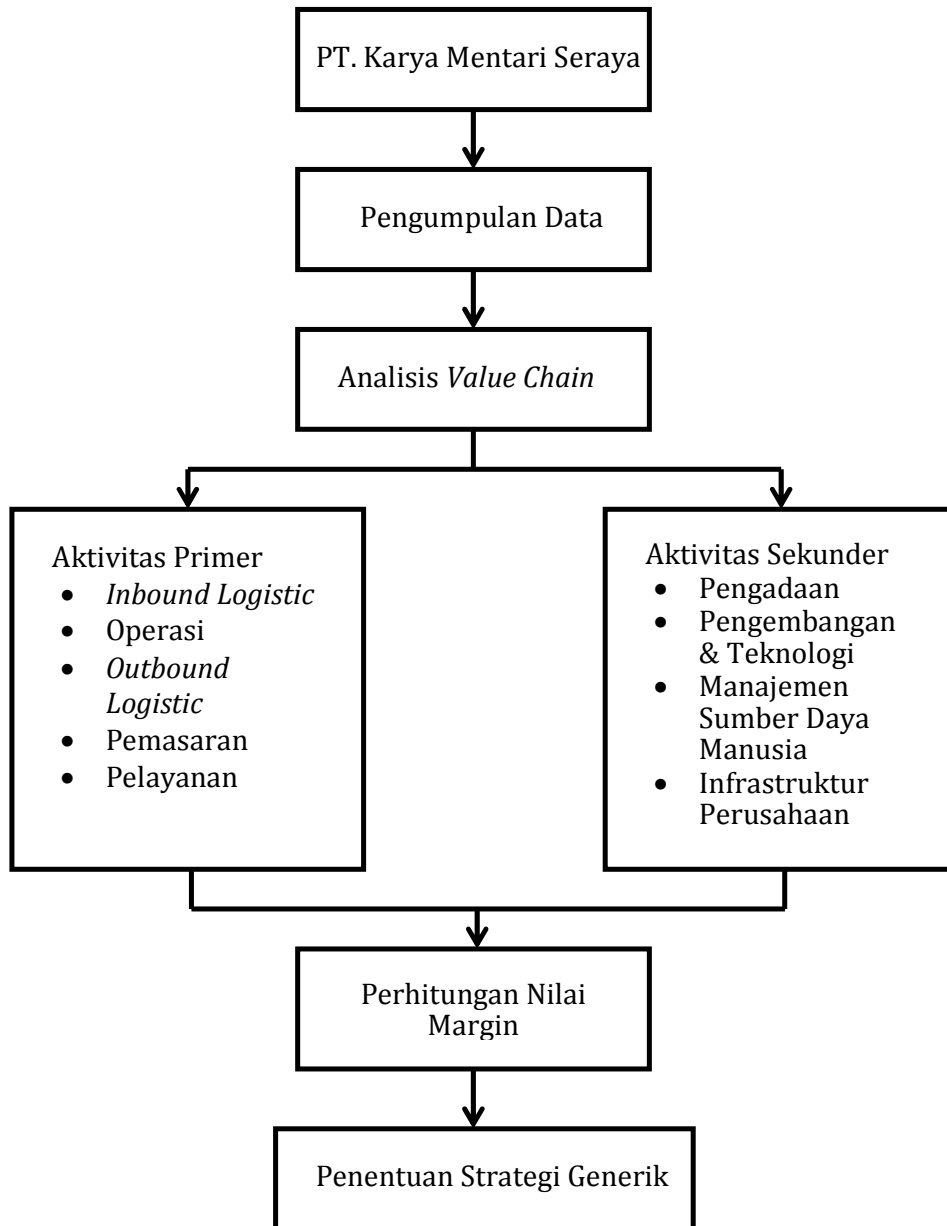 PT. Karya Mentari Seraya
Pengumpulan Data
Analisis Value Chain
Aktivitas Primer
• Inbound Logistic
• Operasi
• Outbound
Logistic
• Pemasaran
• Pelayanan
Aktivitas Sekunder
• Pengadaan
• Pengembangan
& Teknologi
• Manajemen
Sumber Daya
Manusia
• Infrastruktur
Perusahaan
Perhitungan Nilai
Margin
Penentuan Strategi Generik